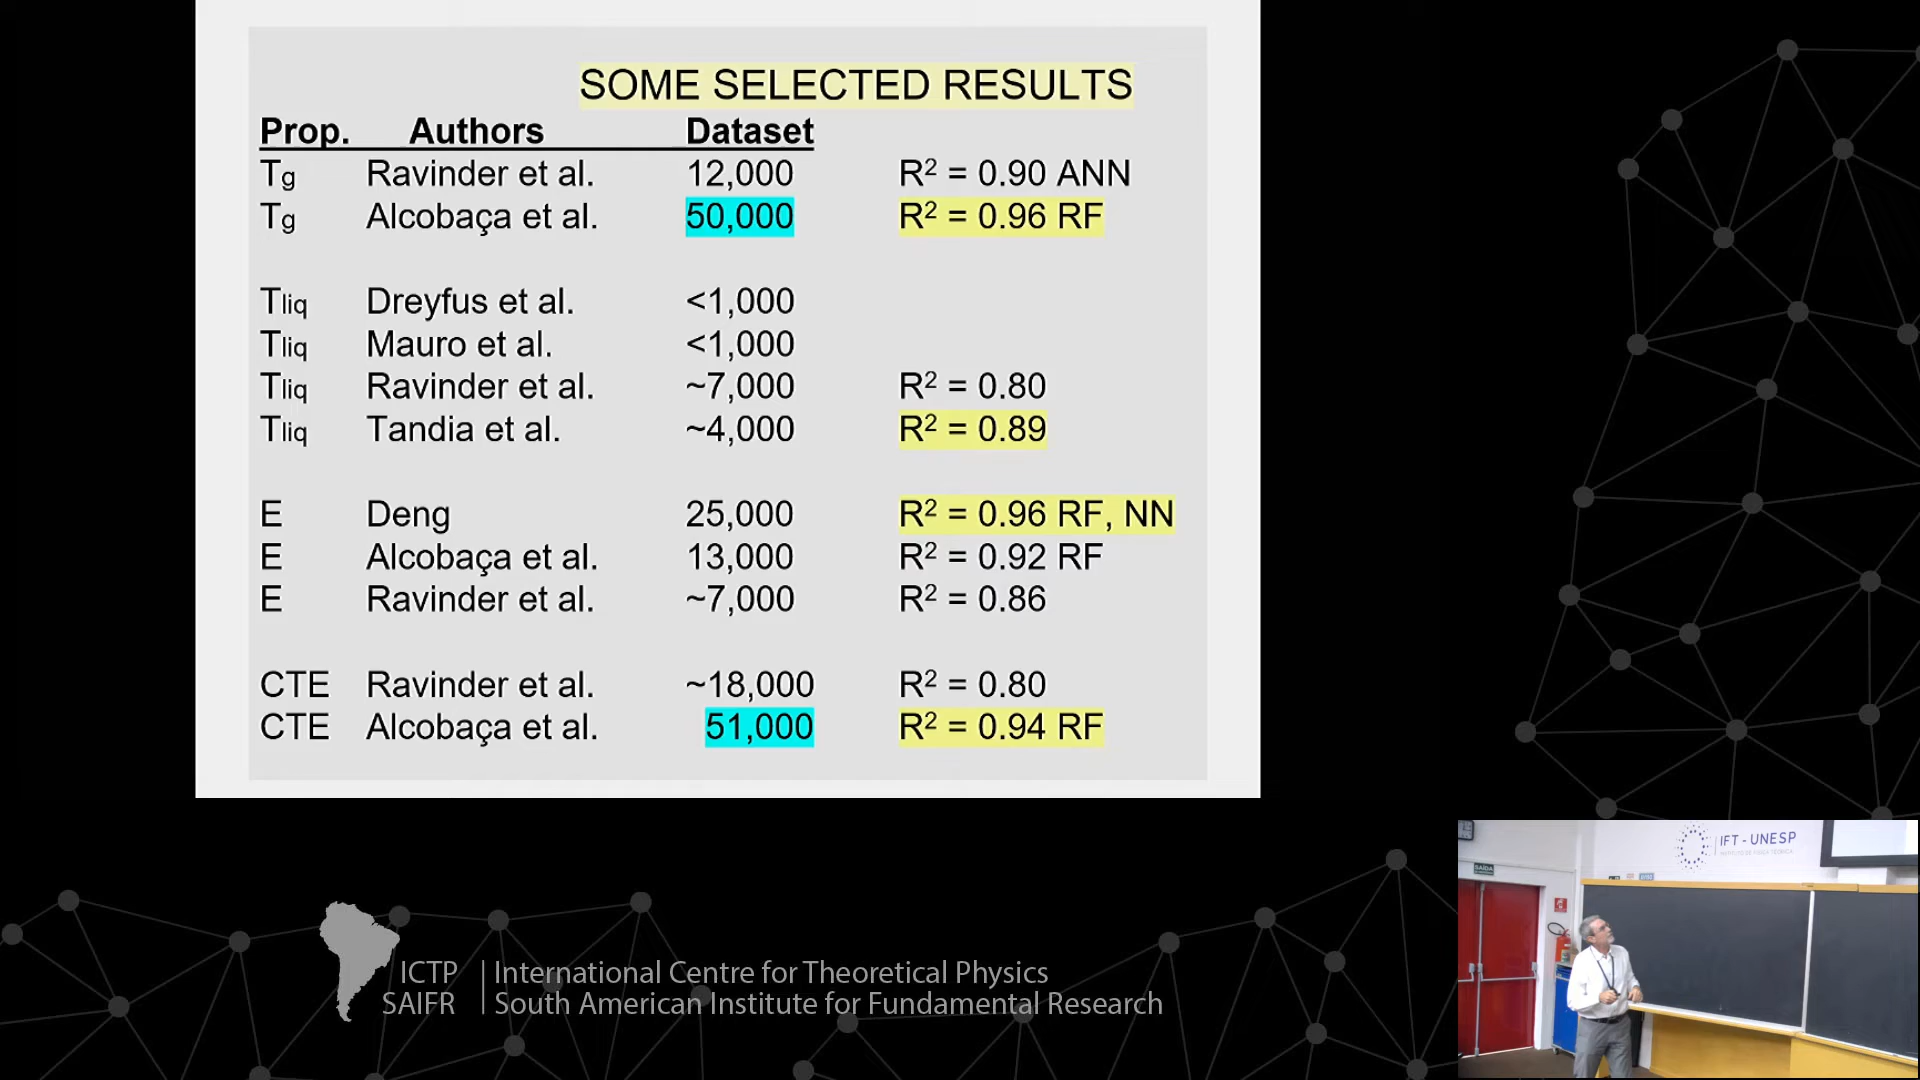 SOME SELECTED RESULTS
Prop. Authors Dataset
Tg Ravinder et al. 12,000 R² = 0.90 ANN
Tg Alcobaça et al. 50,000 R² = 0.96 RF
Tliq Dreyfus et al. <1,000
Tliq Mauro et al. <1,000
Tliq Ravinder et al. ~7,000 R² = 0.80
Tliq Tandia et al. ~4,000 R² = 0.89
E Deng 25,000 R² = 0.96 RF, NN
E Alcobaça et al. 13,000 R² = 0.92 RF
E Ravinder et al. ~7,000 R² = 0.86
CTE Ravinder et al. ~18,000 R² = 0.80
CTE Alcobaça et al. 51,000 R² = 0.94 RF
IFT - UNESP
SAÍDA
ICTP International Centre for Theoretical Physics
SAIFR South American Institute for Fundamental Research